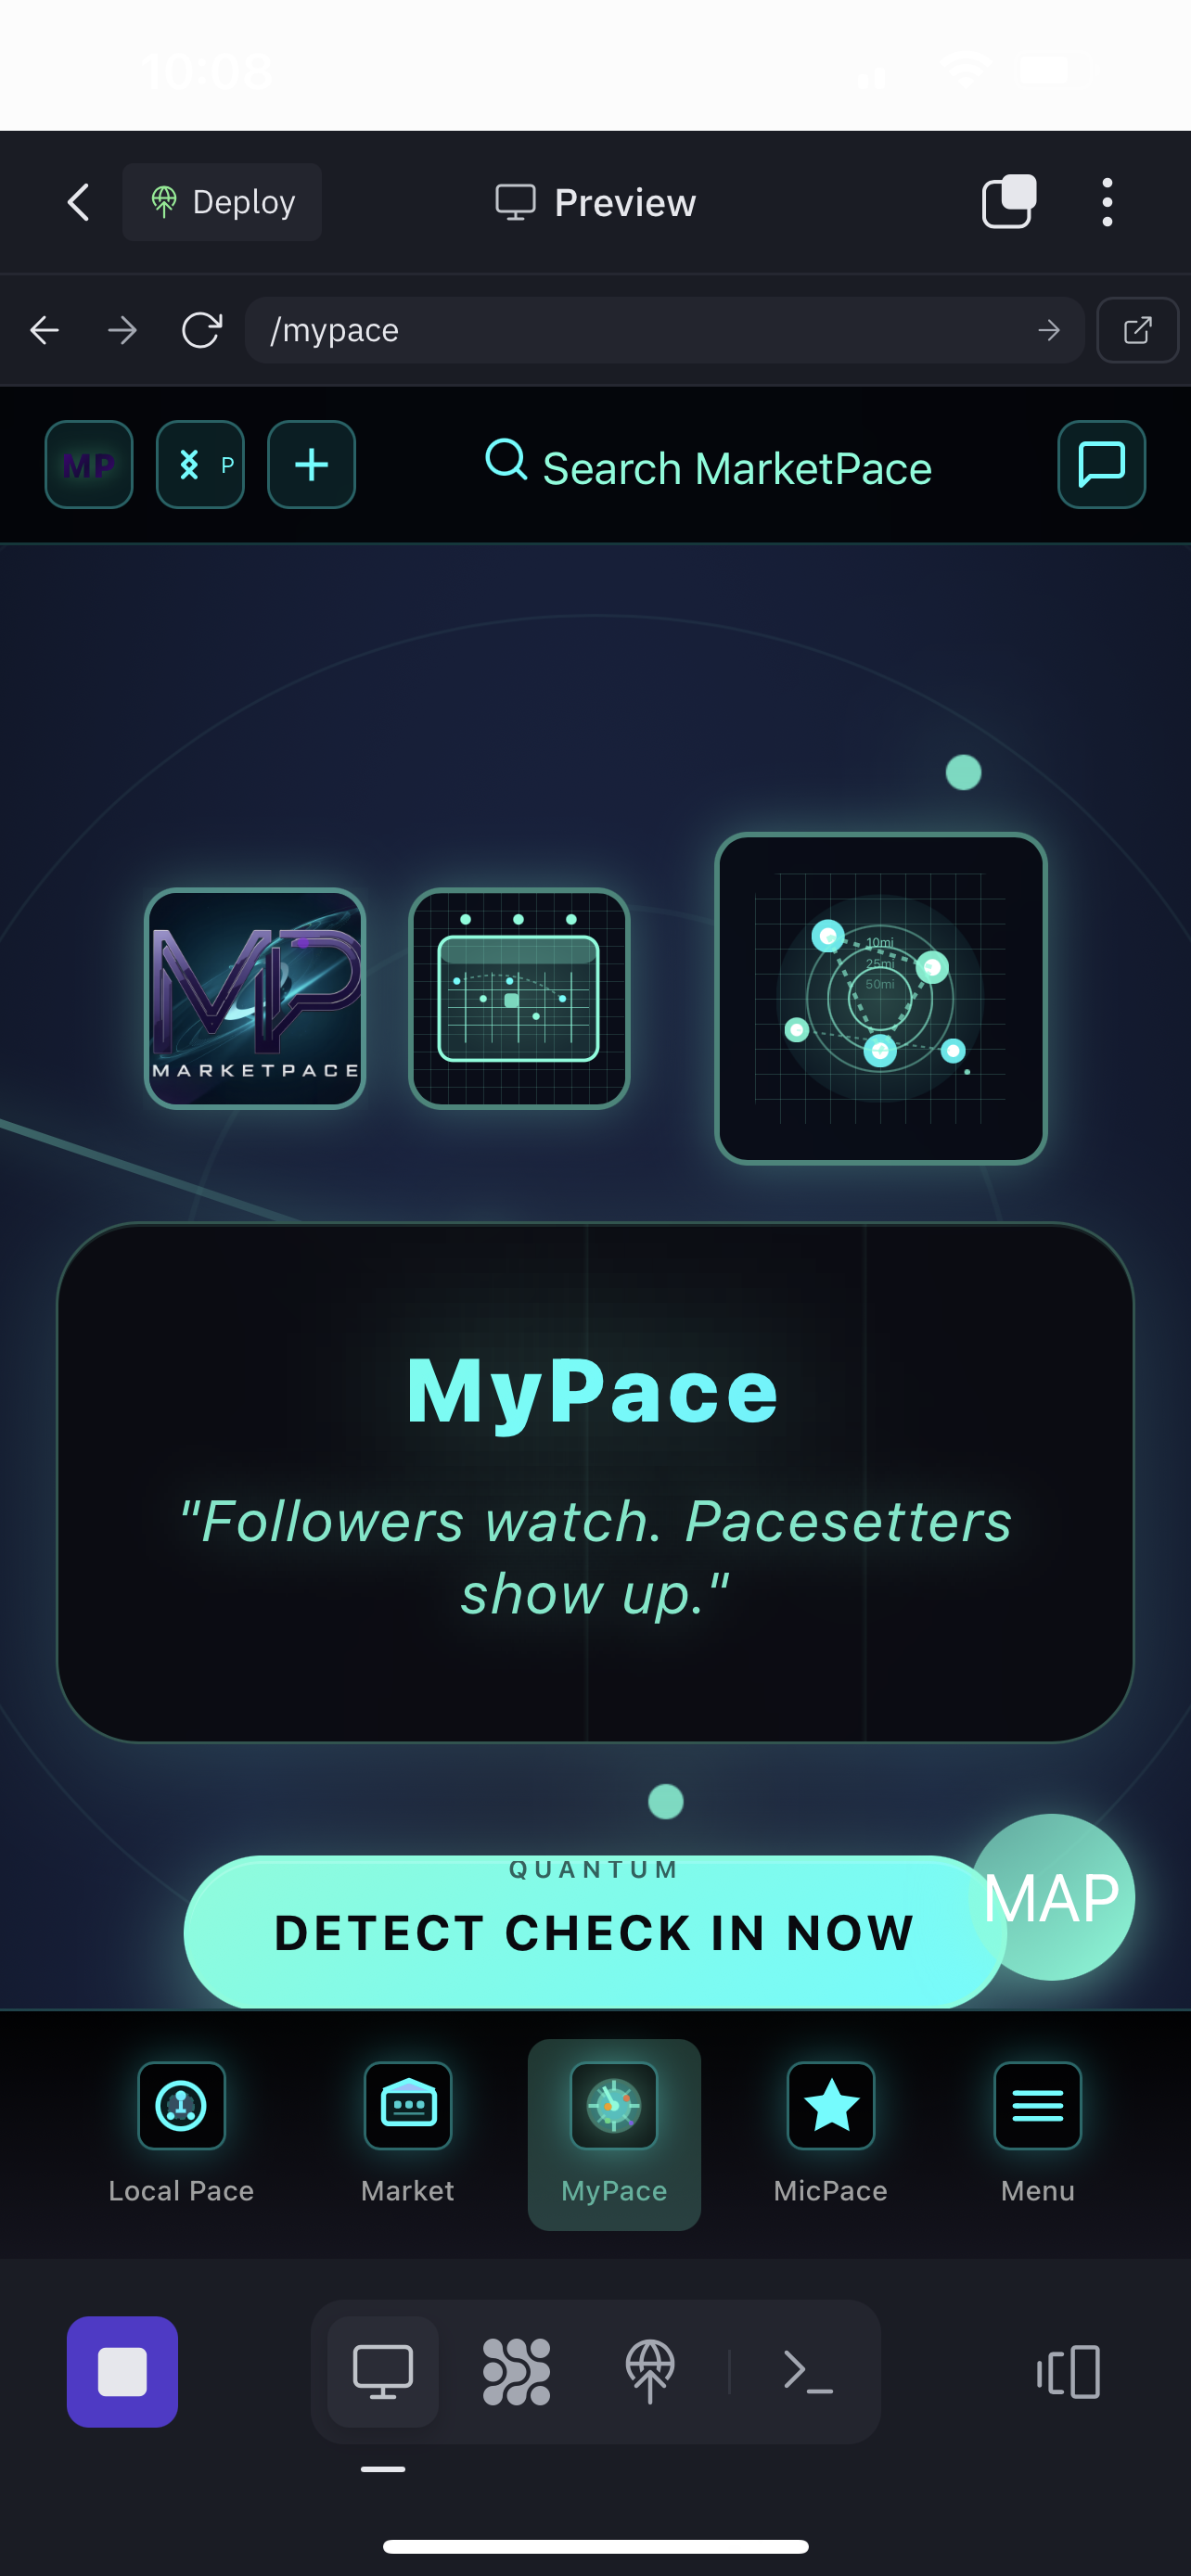 10:08
Deploy
Preview
/mypace
MP
P
Search MarketPace
MP
MARKETPACE
10mi
25mi
50mi
MyPace
"Followers watch. Pacesetters
show up."
QUANTUM
DETECT CHECK IN NOW
MAP
Local Pace
Market
MyPace
MicPace
Menu